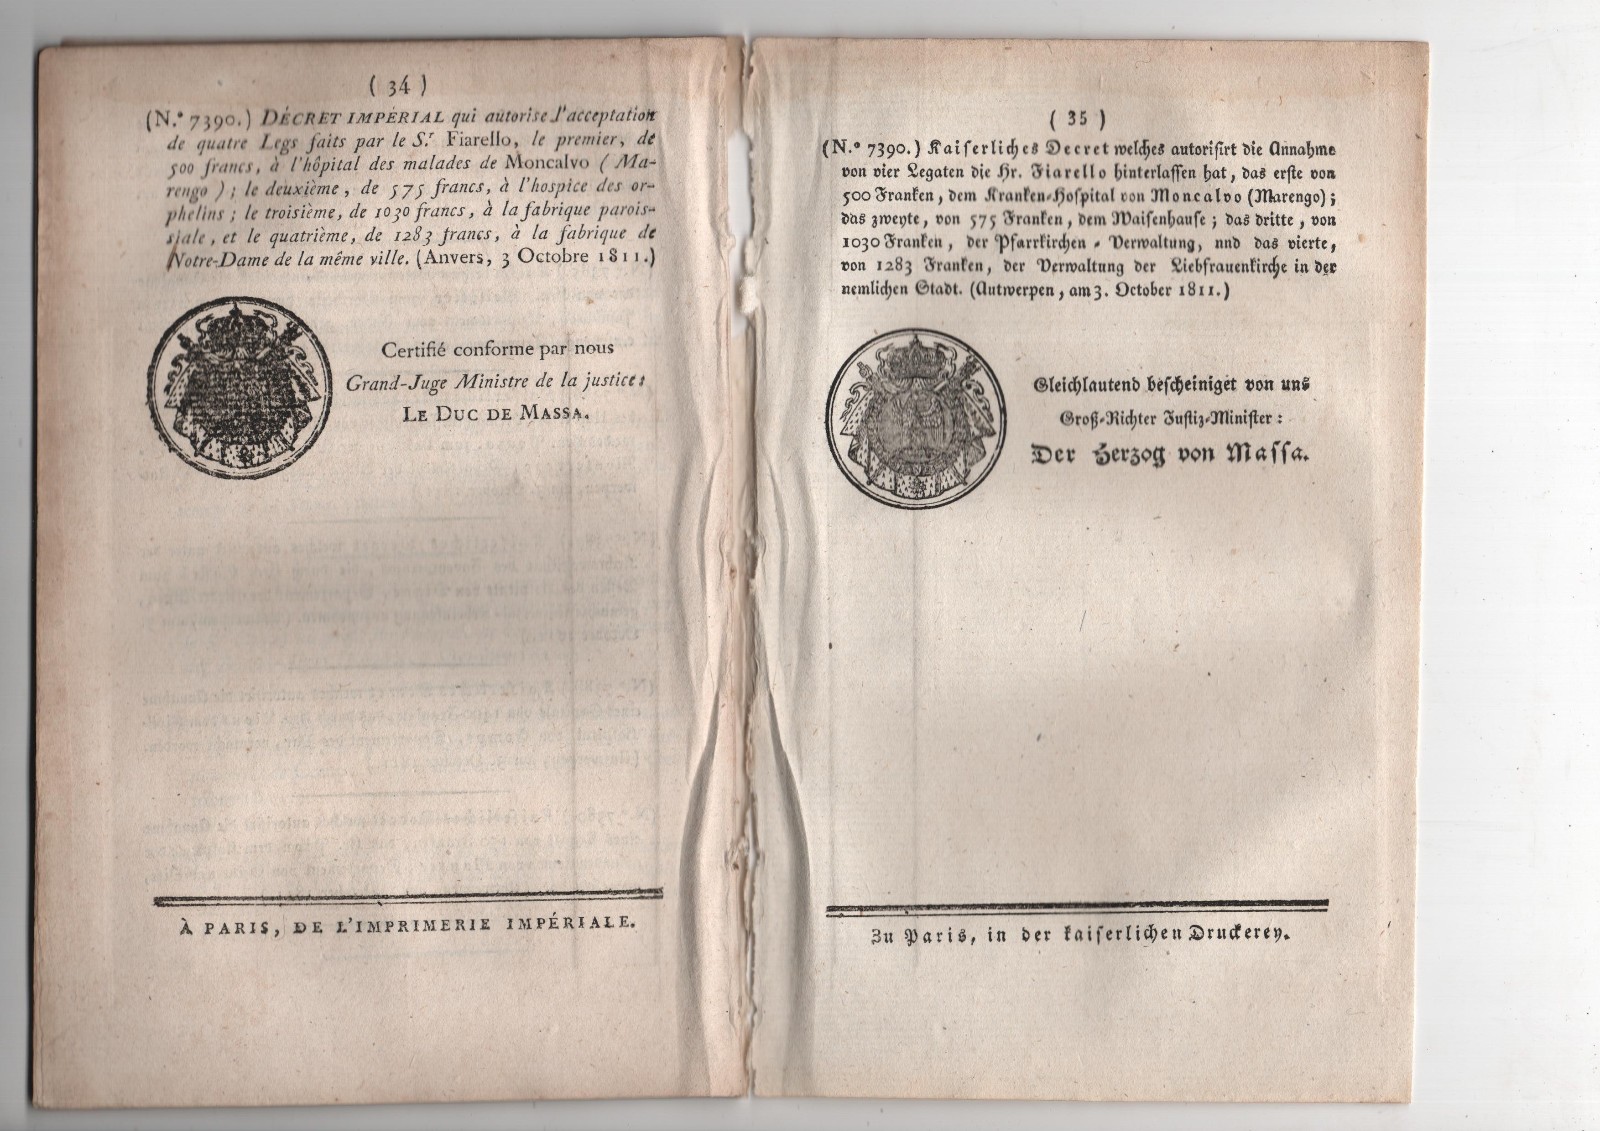 ( 34 )
(N.º 7390.) DÉCRET IMPÉRIAL qui autorise l'acceptation
de quatre Legs faits par le S.r Fiarello, le premier, de
500 francs, à l'hôpital des malades de Moncalvo ( Ma-
rengo ) ; le deuxième, de 575 francs, à l'hospice des or-
phelins ; le troisième, de 1030 francs, à la fabrique parois-
siale, et le quatrième, de 1283 francs, à la fabrique de
Notre-Dame de la même ville. (Anvers, 3 Octobre 1811.)
Certifié conforme par nous
Grand-Juge Ministre de la justice:
LE DUC DE MASSA.
À PARIS, DE L'IMPRIMERIE IMPÉRIALE.
( 35 )
(N.º 7390.) Kaiserliches Decret welches autorisirt die Annahme
von vier Legaten die Hr. Fiarello hinterlassen hat, das erste von
500 Franken, dem Kranken-Hospital von Moncalvo (Marengo) ;
das zweyte, von 575 Franken, dem Waisenhause ; das dritte, von
1030 Franken, der Pfarrkirchen-Verwaltung, nnd das vierte,
von 1283 Franken, der Verwaltung der Liebfrauenkirche in der
nemlichen Stadt. (Antwerpen, am 3. October 1811.)
Gleichlautend bescheiniget von uns
Groß-Richter Justiz-Minister :
Der Herzog von Massa.
Zu Paris, in der kaiserlichen Druckerey.